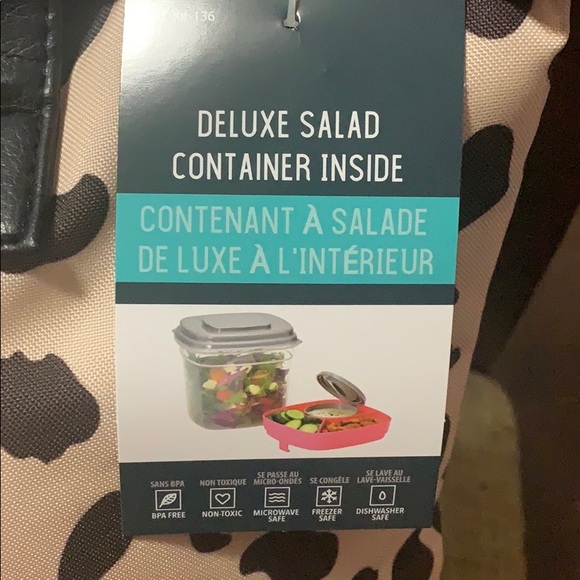 136
DELUXE SALAD
CONTAINER INSIDE
CONTENANT À SALADE
DE LUXE À L'INTÉRIEUR
SANS BPA
BPA FREE
NON TOXIQUE
NON-TOXIC
SE PASSE AU
MICRO-ONDES
MICROWAVE
SAFE
SE CONGÈLE
FREEZER
SAFE
SE LAVE AU
LAVE-VAISSELLE
DISHWASHER
SAFE